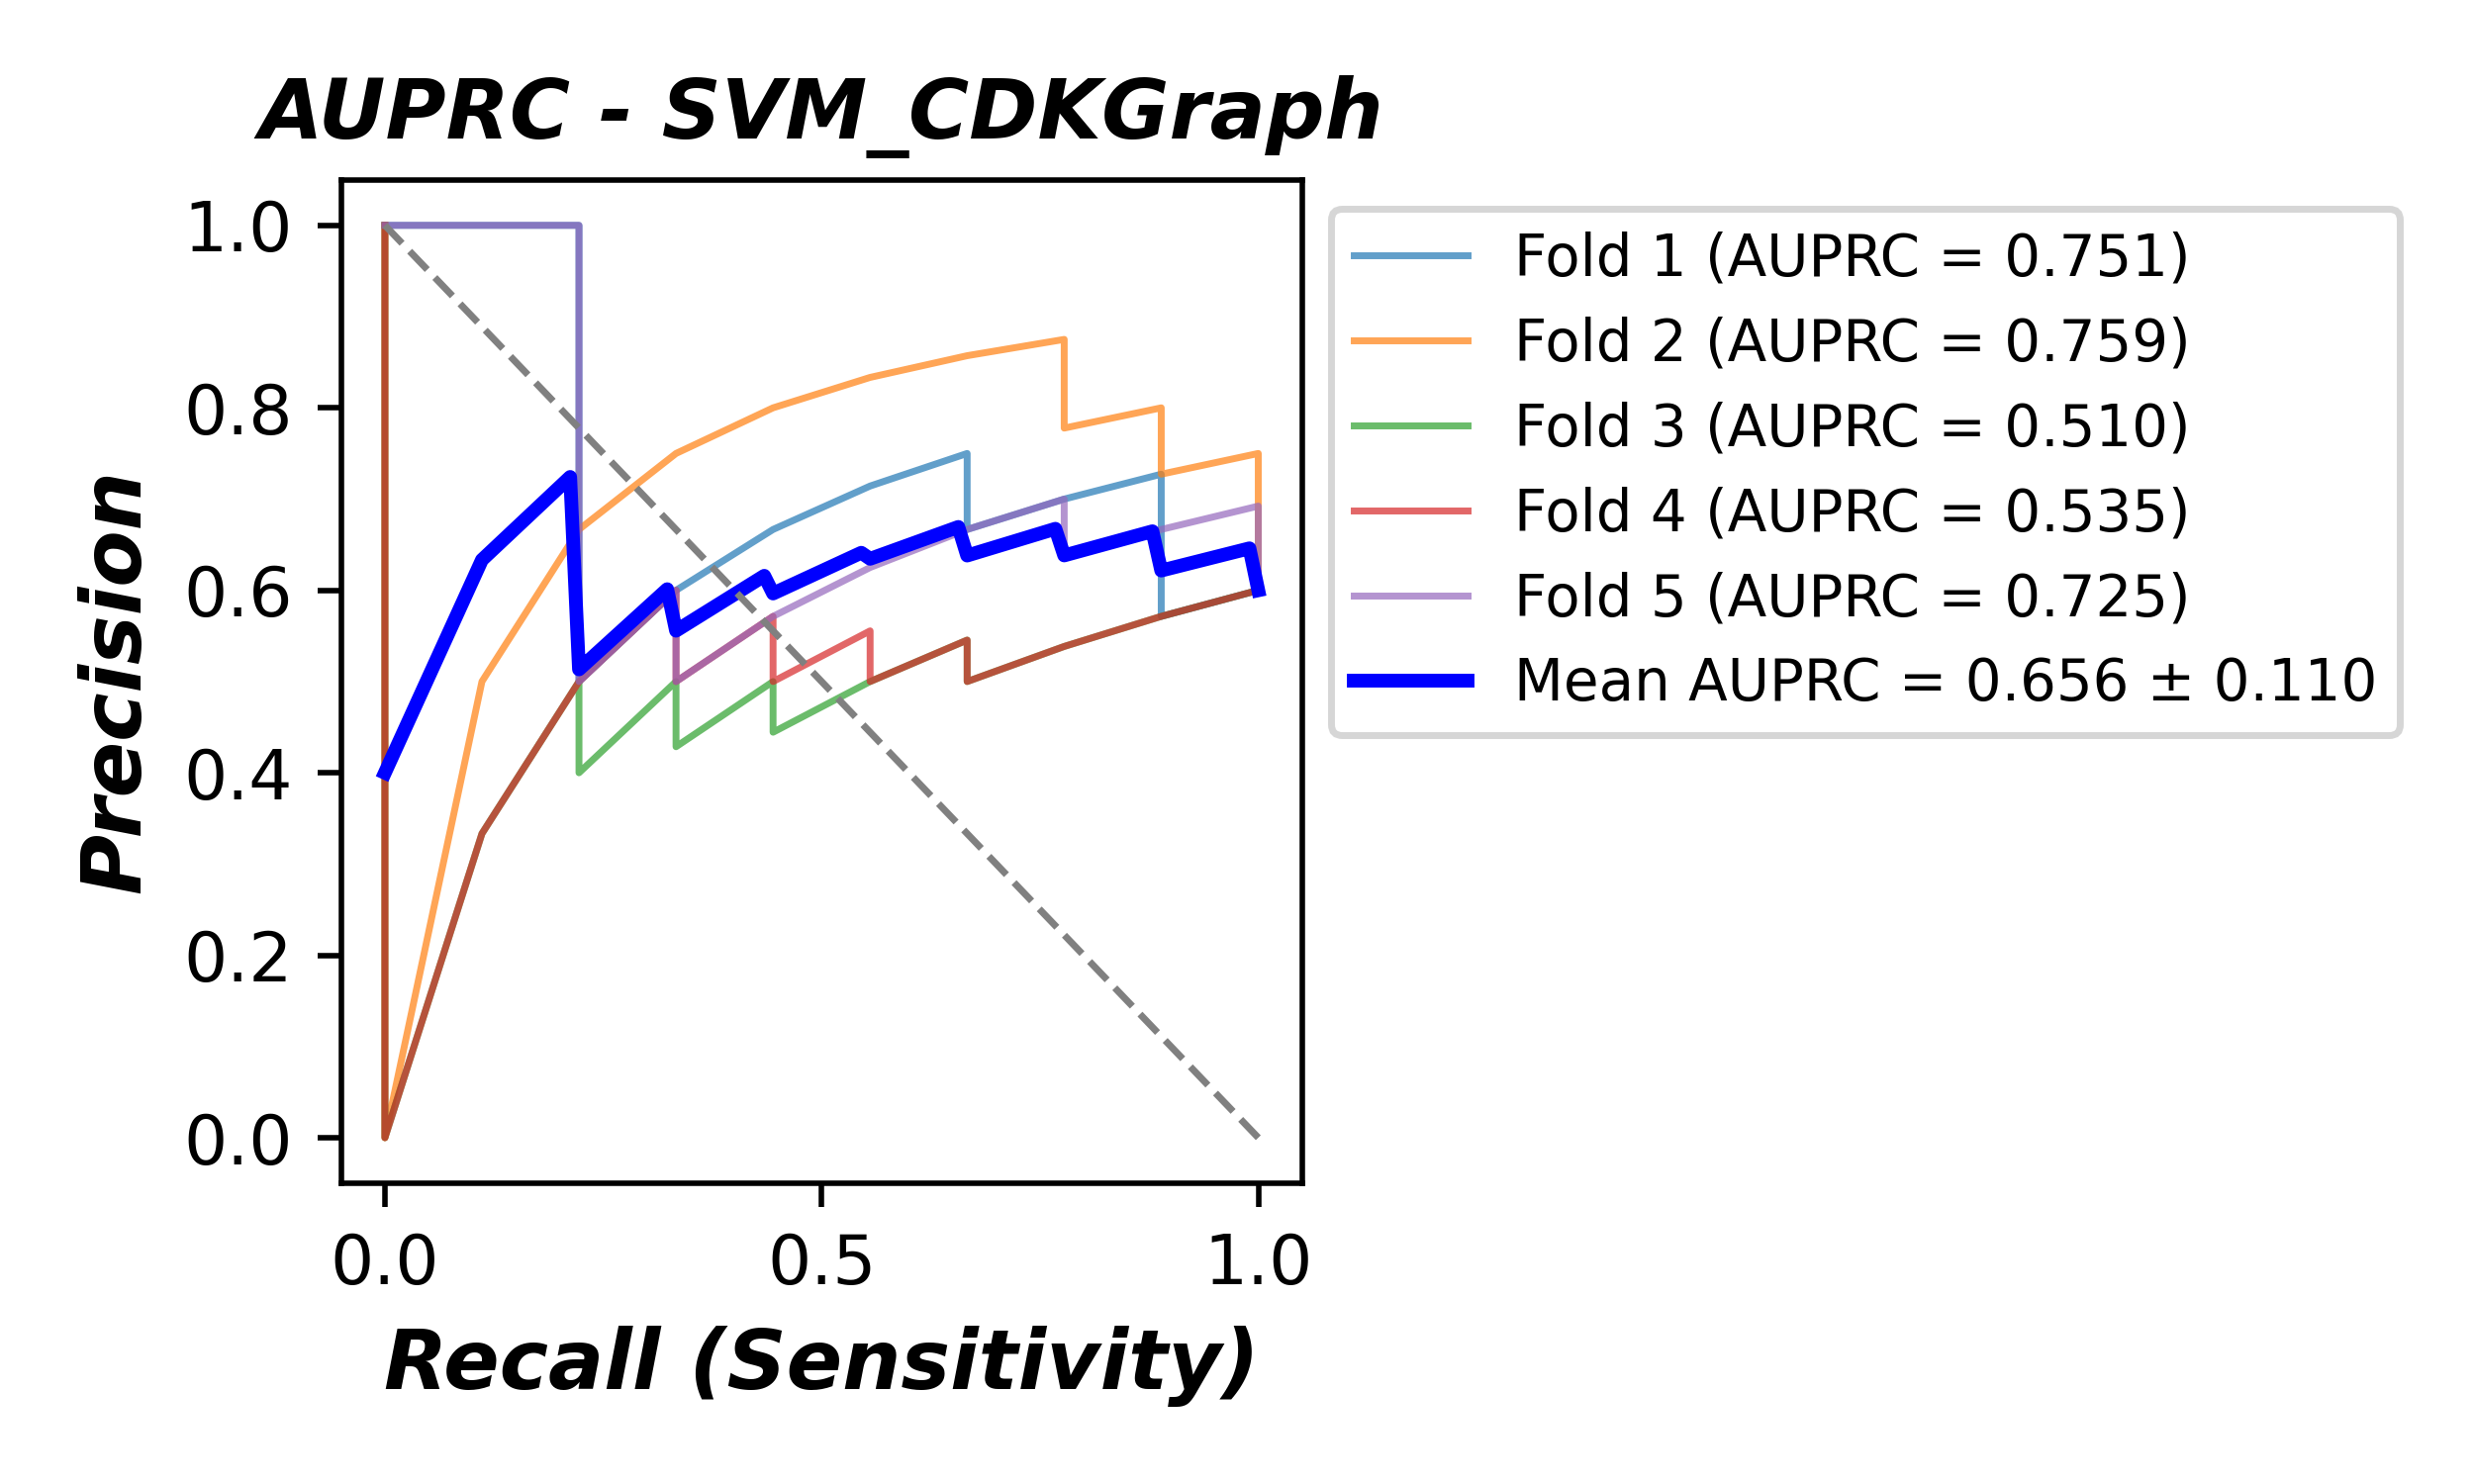 AUPRC - SVM_CDKGraph
Precision
1.0
0.8
0.6
0.4
0.2
0.0
0.0
0.5
1.0
Recall (Sensitivity)
Fold 1 (AUPRC = 0.751)
Fold 2 (AUPRC = 0.759)
Fold 3 (AUPRC = 0.510)
Fold 4 (AUPRC = 0.535)
Fold 5 (AUPRC = 0.725)
Mean AUPRC = 0.656 ± 0.110